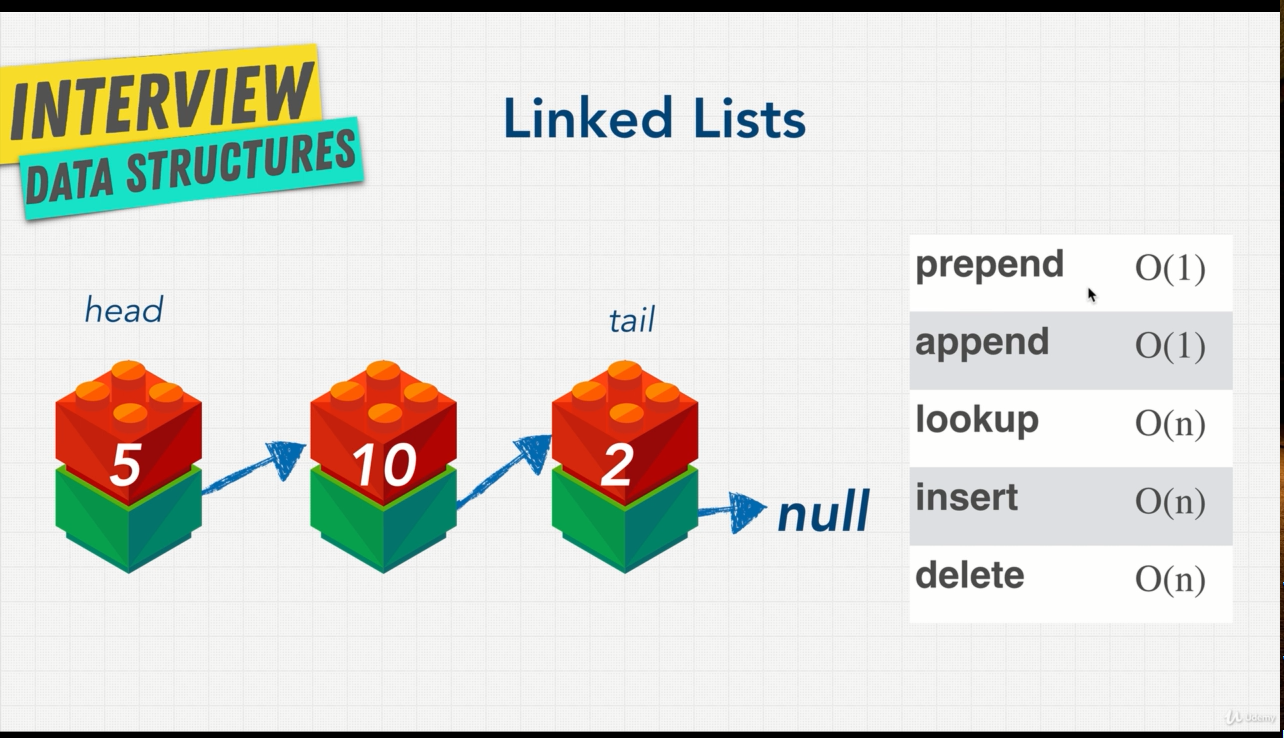 INTERVIEW
DATA STRUCTURES
Linked Lists
head
tail
5
10
2
null
prepend O(1)
append O(1)
lookup O(n)
insert O(n)
delete O(n)
Udemy